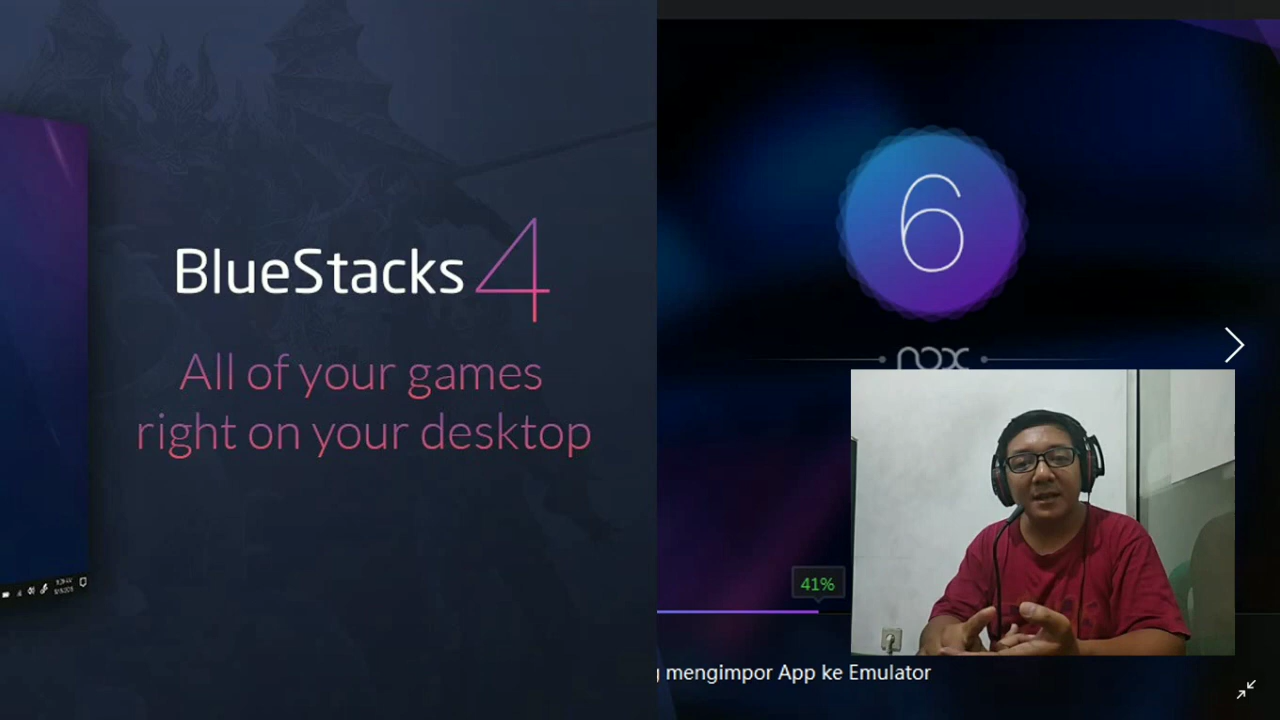 BlueStacks 4
All of your games
right on your desktop
6
nox
41%
mengimpor App ke Emulator